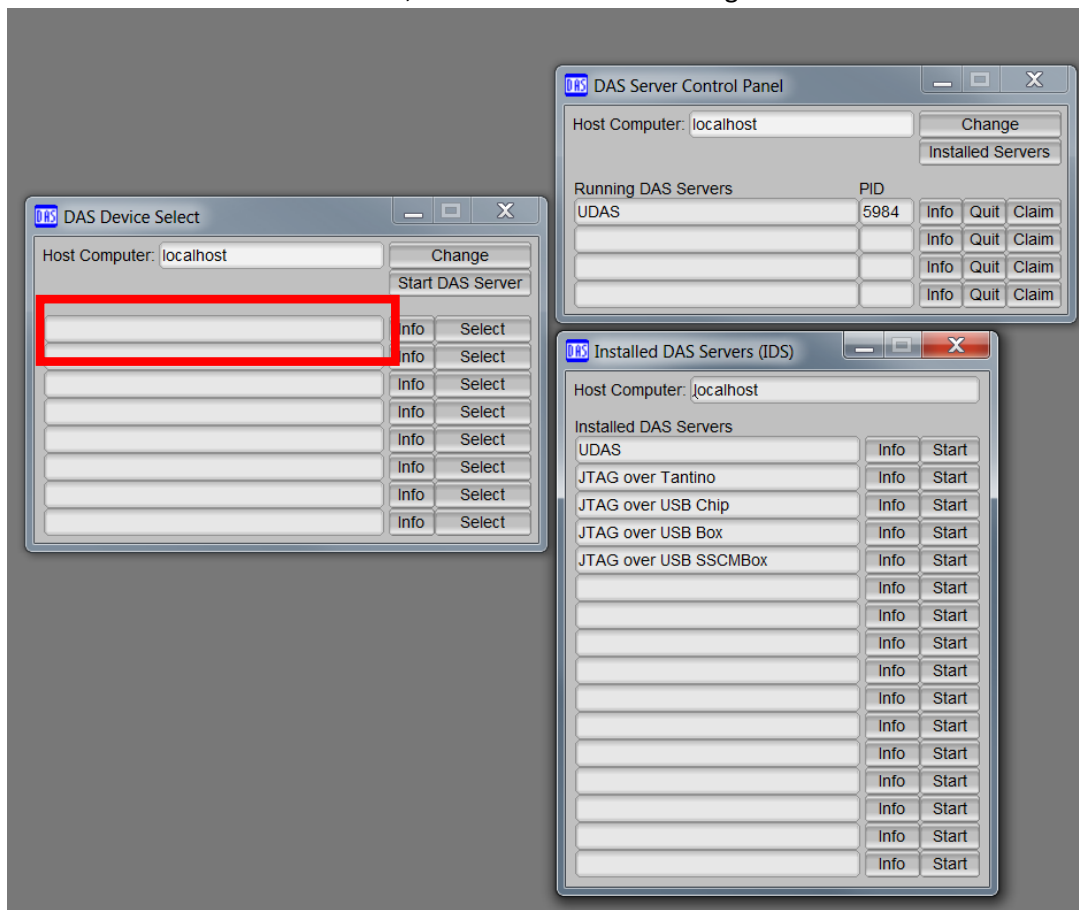 DAS DAS Server Control Panel
Host Computer: localhost Change
Installed Servers
Running DAS Servers PID
UDAS 5984 Info Quit Claim
Info Quit Claim
Info Quit Claim
Info Quit Claim
DAS DAS Device Select
Host Computer: localhost Change
Start DAS Server
Info Select
Info Select
Info Select
Info Select
Info Select
Info Select
Info Select
Info Select
DAS Installed DAS Servers (IDS)
Host Computer: localhost
Installed DAS Servers
UDAS Info Start
JTAG over Tantino Info Start
JTAG over USB Chip Info Start
JTAG over USB Box Info Start
JTAG over USB SSCMBox Info Start
Info Start
Info Start
Info Start
Info Start
Info Start
Info Start
Info Start
Info Start
Info Start
Info Start
Info Start